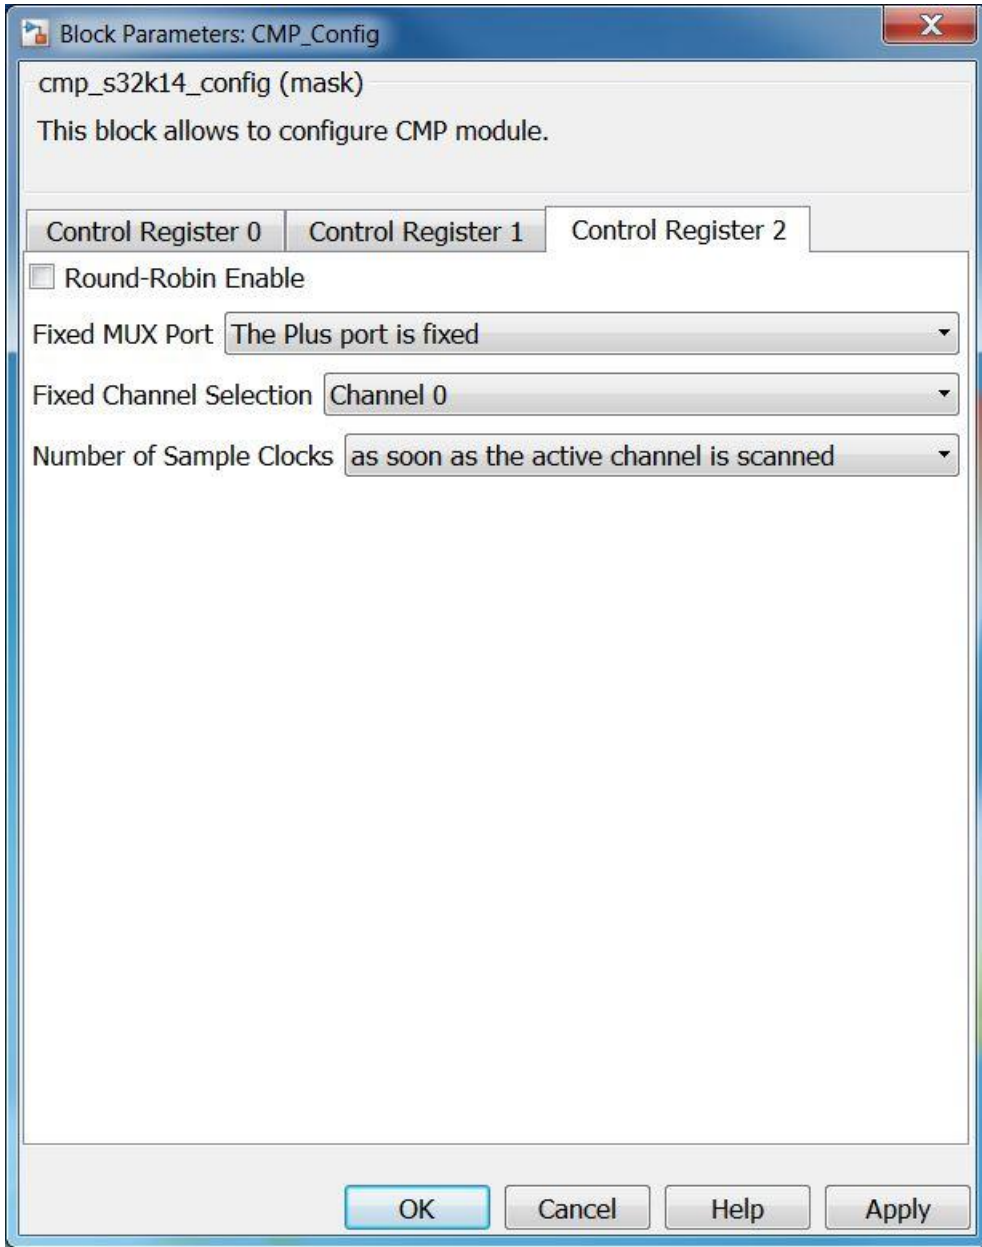 Block Parameters: CMP_Config
cmp_s32k14_config (mask)
This block allows to configure CMP module.
Control Register 0 Control Register 1 Control Register 2
Round-Robin Enable
Fixed MUX Port The Plus port is fixed
Fixed Channel Selection Channel 0
Number of Sample Clocks as soon as the active channel is scanned
OK Cancel Help Apply